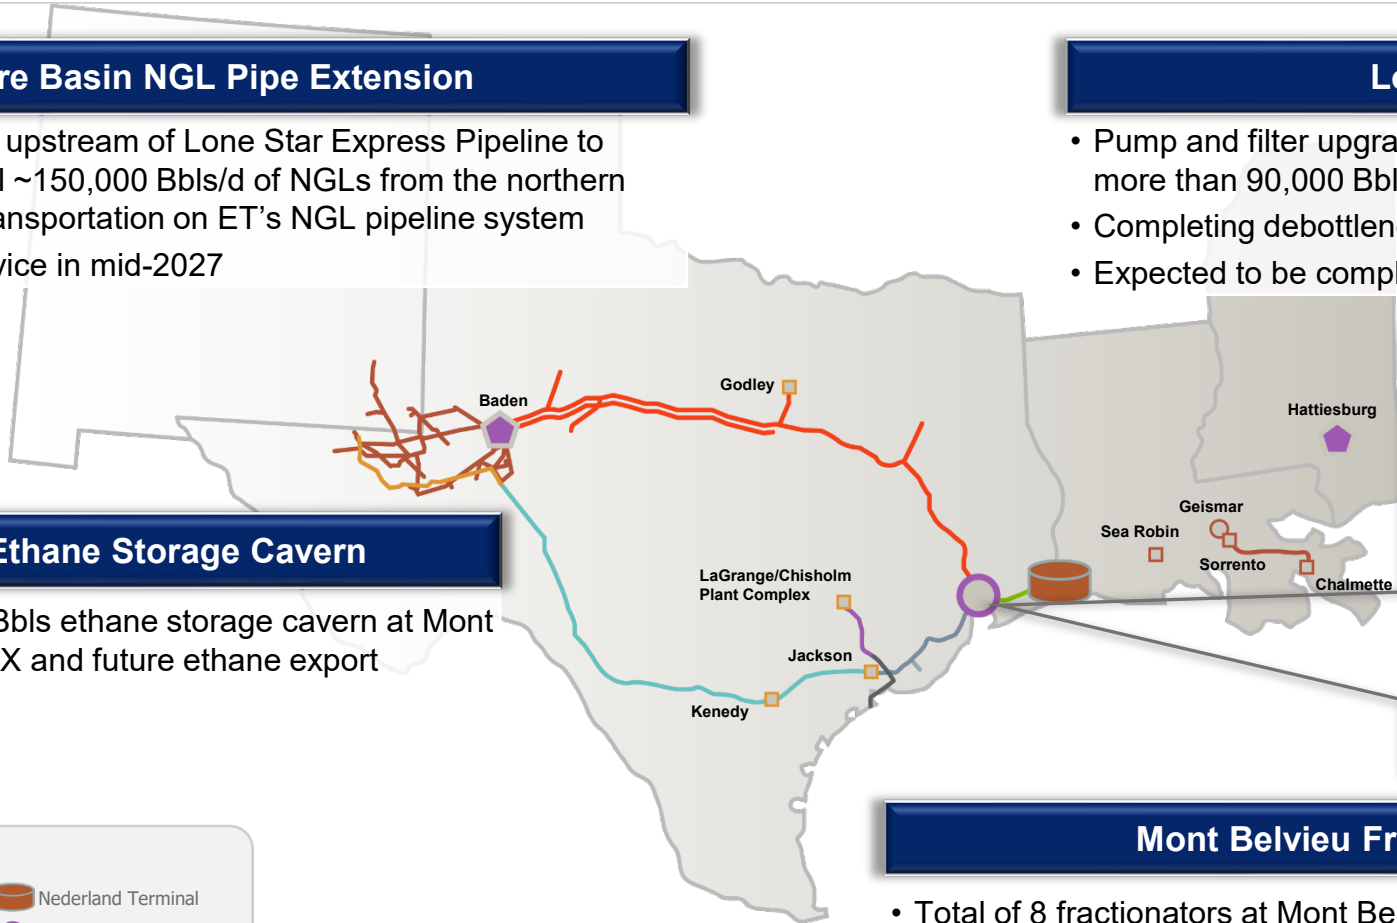 re Basin NGL Pipe Extension
upstream of Lone Star Express Pipeline to
~150,000 Bbls/d of NGLs from the northern
ansportation on ET’s NGL pipeline system
vice in mid-2027
• Pump and filter upgra
more than 90,000 Bbl
• Completing debottlen
• Expected to be compl
Baden
Godley
Hattiesburg
Geismar
Sea Robin
Sorrento
Chalmette
Ethane Storage Cavern
Bbls ethane storage cavern at Mont
X and future ethane export
LaGrange/Chisholm
Plant Complex
Jackson
Kenedy
Mont Belvieu Fr
• Total of 8 fractionators at Mont Be
Nederland Terminal